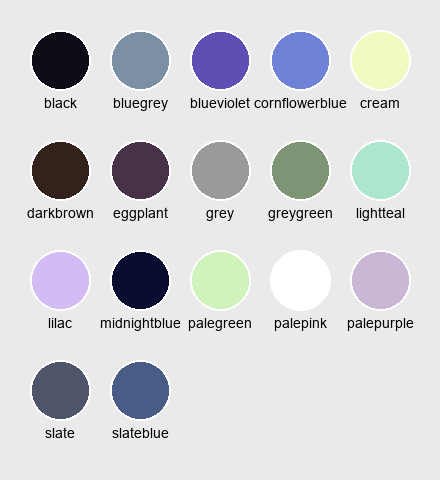 black bluegrey blueviolet cornflowerblue cream
darkbrown eggplant grey greygreen lightteal
lilac midnightblue palegreen palepink palepurple
slate slateblue